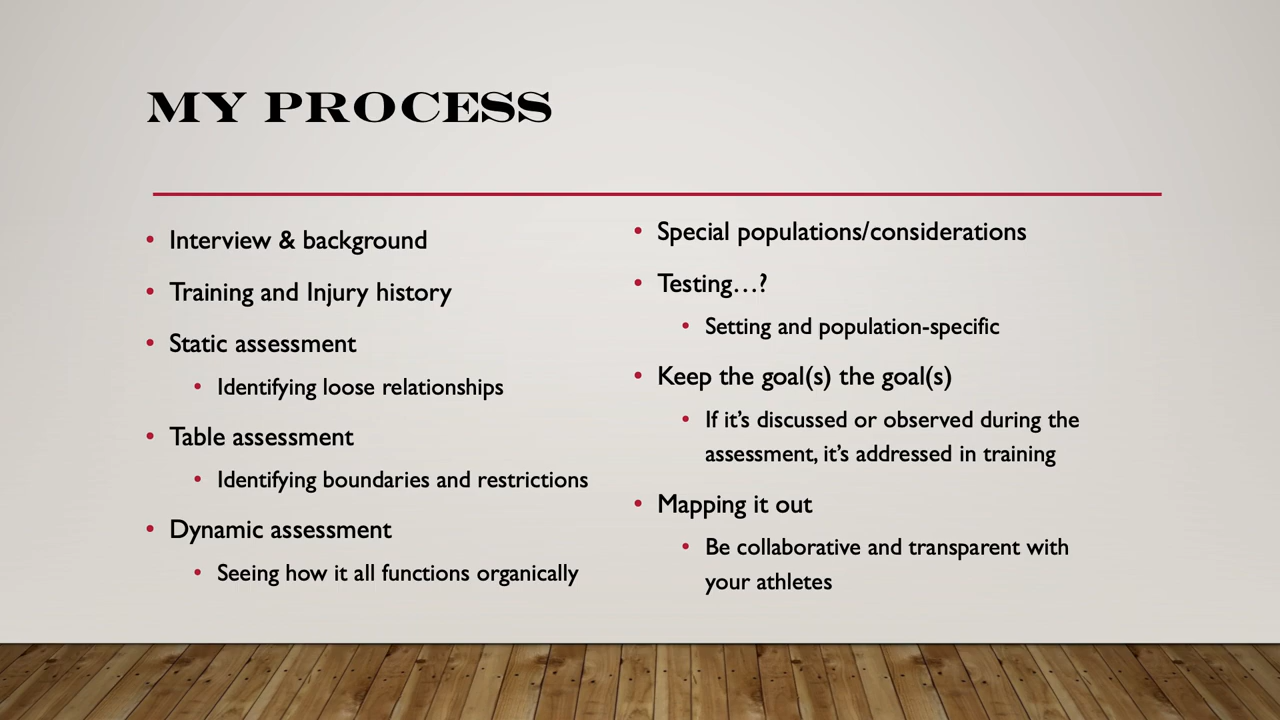 MY PROCESS
• Interview & background
• Training and Injury history
• Static assessment
• Identifying loose relationships
• Table assessment
• Identifying boundaries and restrictions
• Dynamic assessment
• Seeing how it all functions organically
• Special populations/considerations
• Testing…?
• Setting and population-specific
• Keep the goal(s) the goal(s)
• If it’s discussed or observed during the
assessment, it’s addressed in training
• Mapping it out
• Be collaborative and transparent with
your athletes